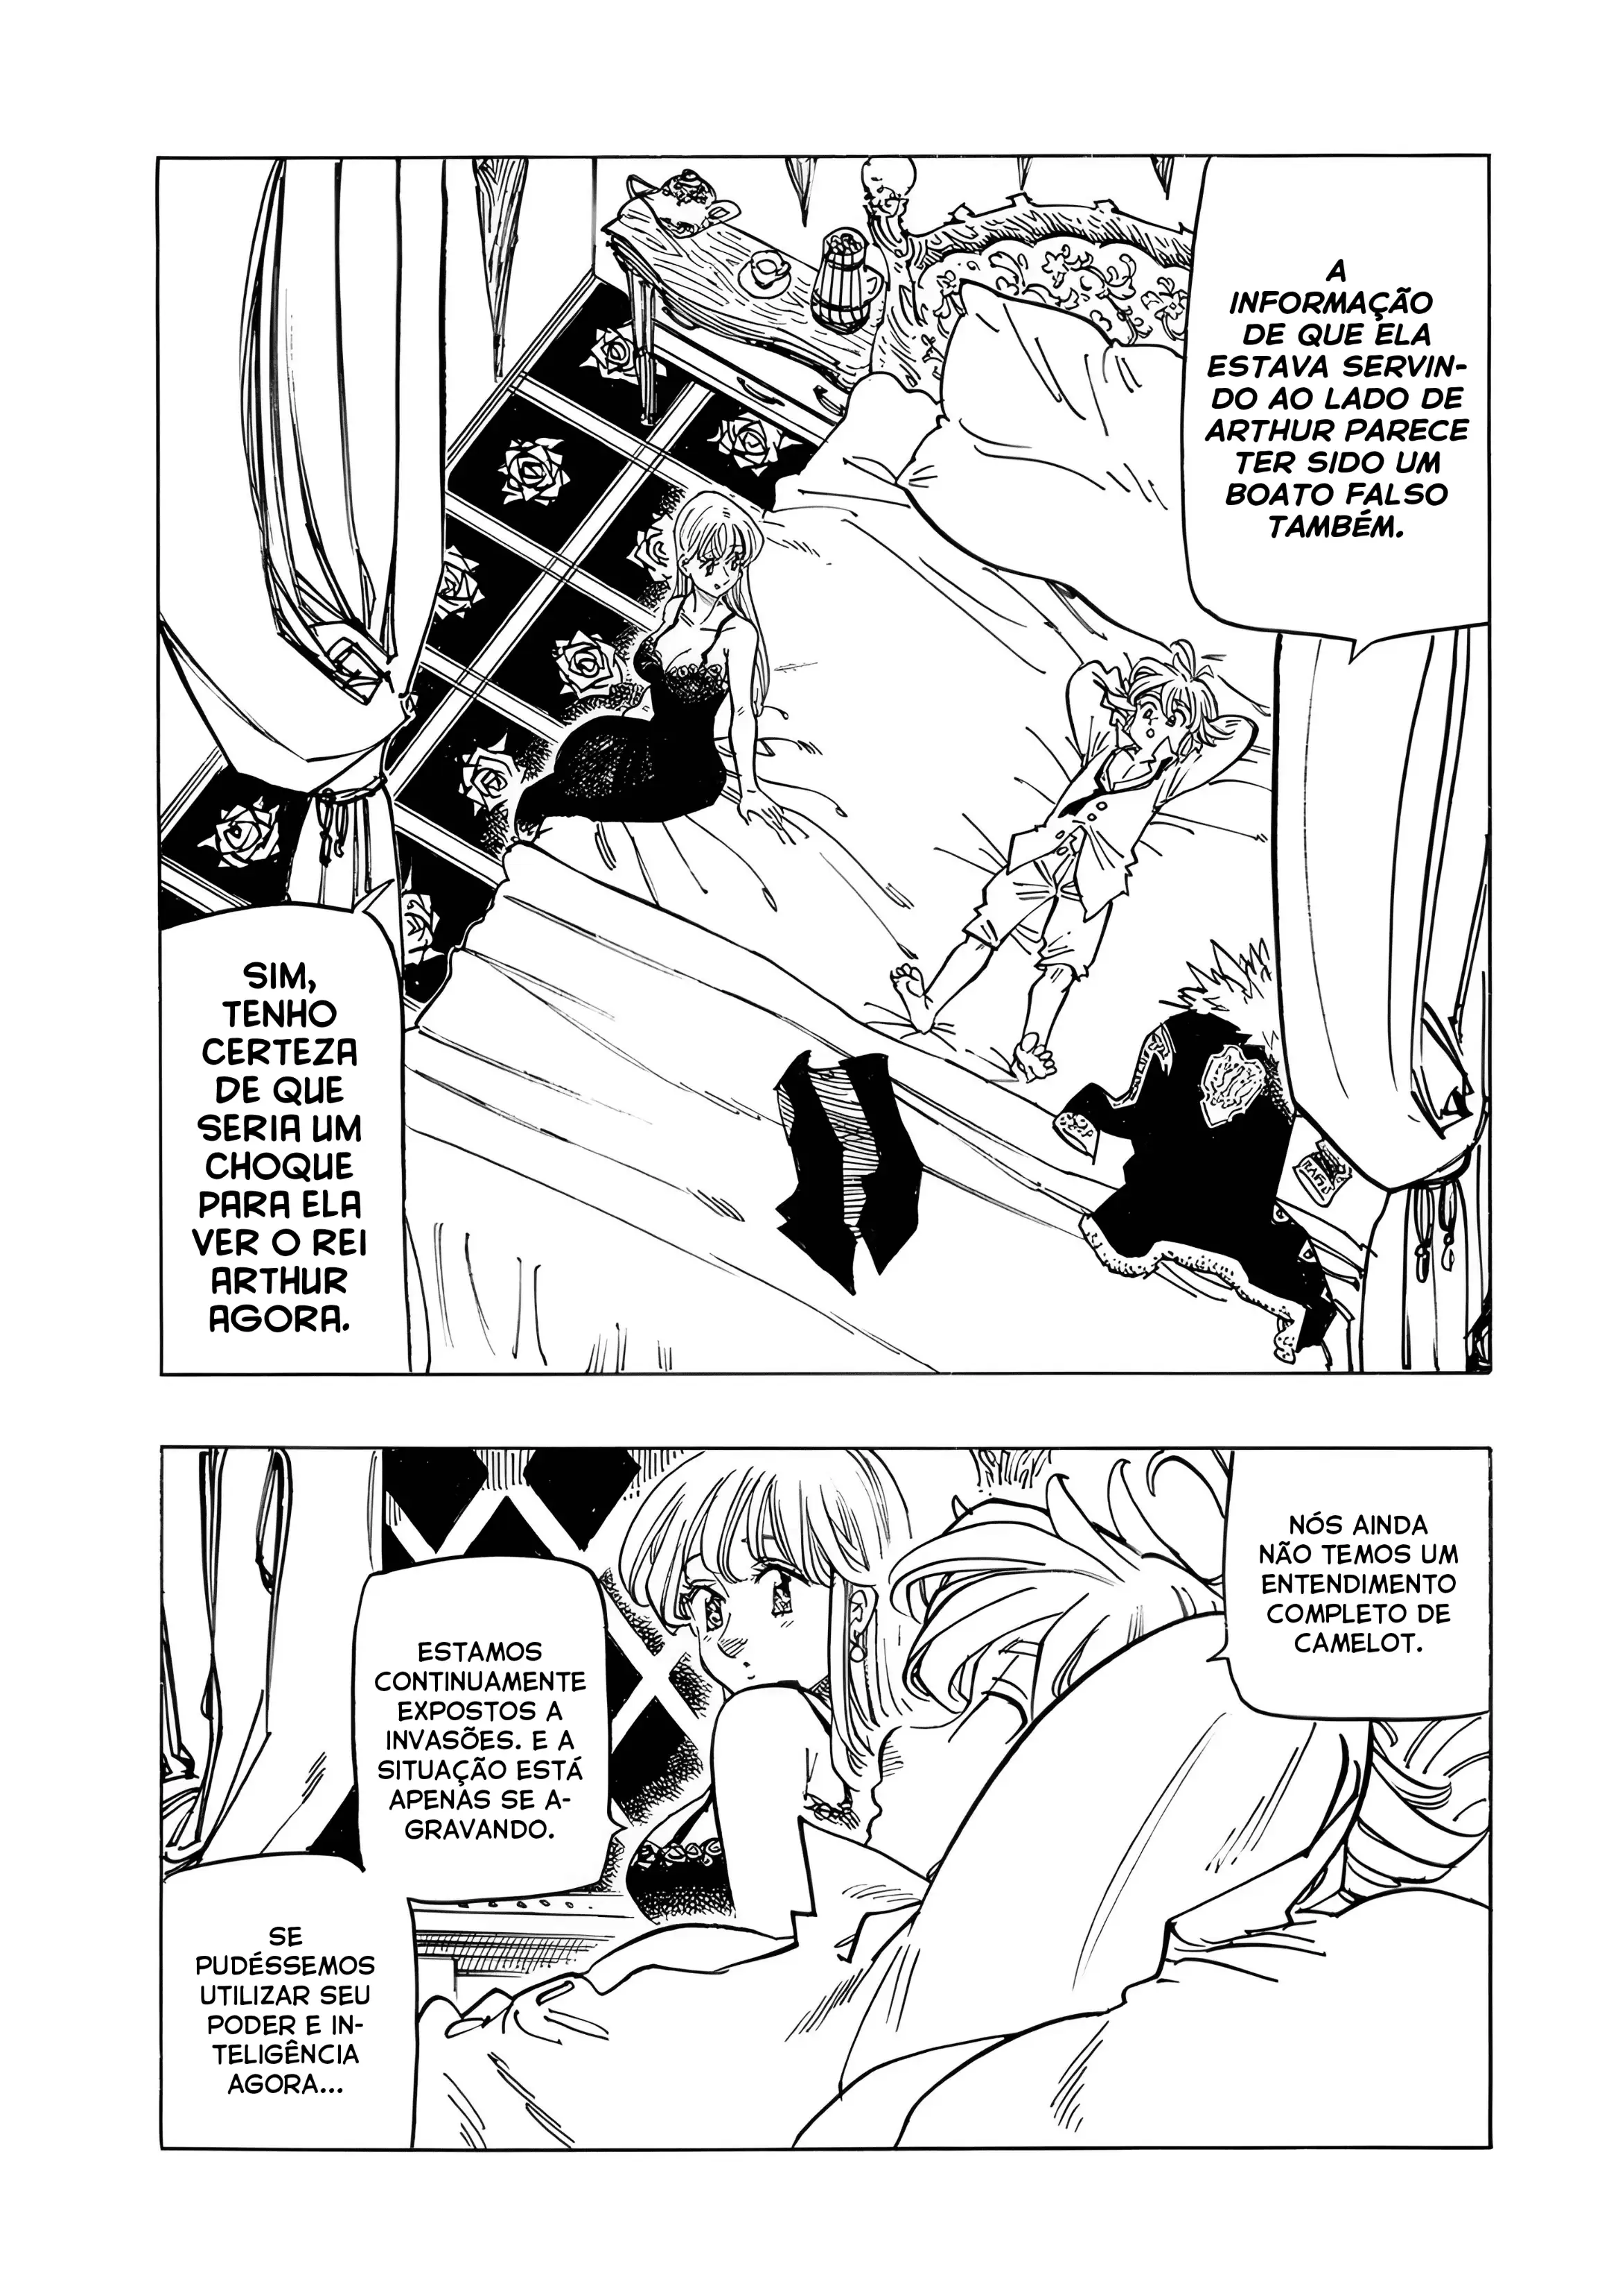 A
INFORMAÇÃO
DE QUE ELA
ESTAVA SERVIN-
DO AO LADO DE
ARTHUR PARECE
TER SIDO UM
BOATO FALSO
TAMBÉM.
SIM,
TENHO
CERTEZA
DE QUE
SERIA UM
CHOQUE
PARA ELA
VER O REI
ARTHUR
AGORA.
NÓS AINDA
NÃO TEMOS UM
ENTENDIMENTO
COMPLETO DE
CAMELOT.
ESTAMOS
CONTINUAMENTE
EXPOSTOS A
INVASÕES. E A
SITUAÇÃO ESTÁ
APENAS SE A-
GRAVANDO.
SE
PUDÉSSEMOS
UTILIZAR SEU
PODER E IN-
TELIGÊNCIA
AGORA...